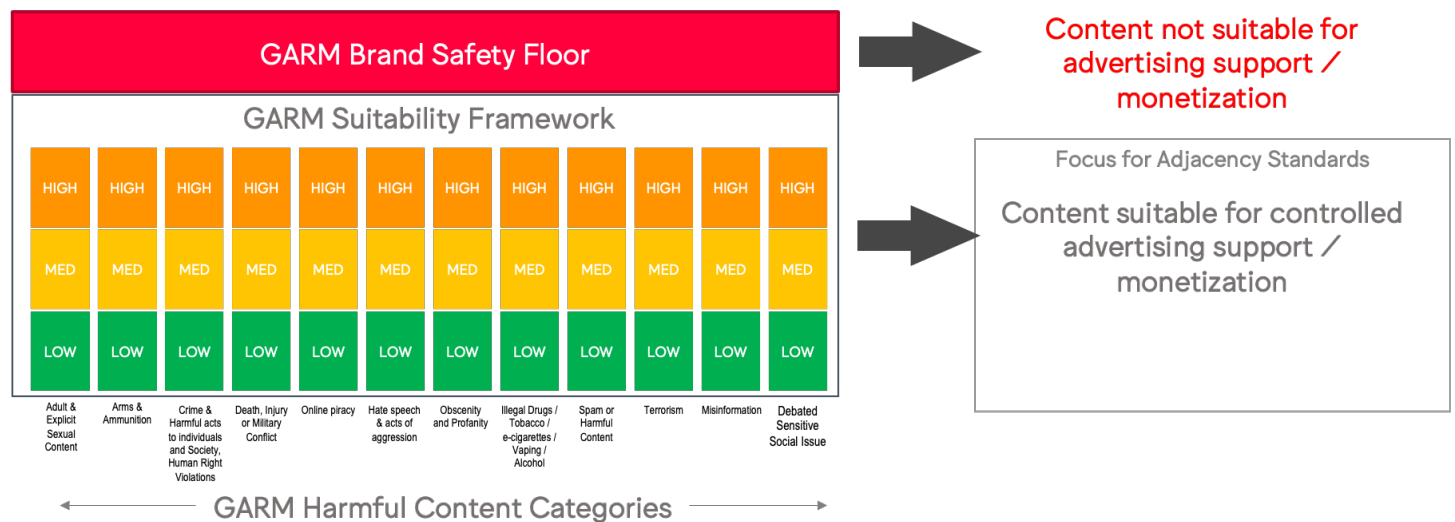 GARM Brand Safety Floor
Content not suitable for
advertising support /
monetization
GARM Suitability Framework
HIGH HIGH HIGH HIGH HIGH HIGH HIGH HIGH HIGH HIGH HIGH HIGH
MED MED MED MED MED MED MED MED MED MED MED MED
LOW LOW LOW LOW LOW LOW LOW LOW LOW LOW LOW LOW
Focus for Adjacency Standards
Content suitable for controlled
advertising support /
monetization
Adult &
Explicit
Sexual
Content
Arms &
Ammunition
Crime &
Harmful acts
to individuals
and Society,
Human Right
Violations
Death, Injury
or Military
Conflict
Online piracy
Hate speech
& acts of
aggression
Obscenity
and Profanity
Illegal Drugs /
Tobacco /
e-cigarettes /
Vaping /
Alcohol
Spam or
Harmful
Content
Terrorism
Misinformation
Debated
Sensitive
Social Issue
GARM Harmful Content Categories